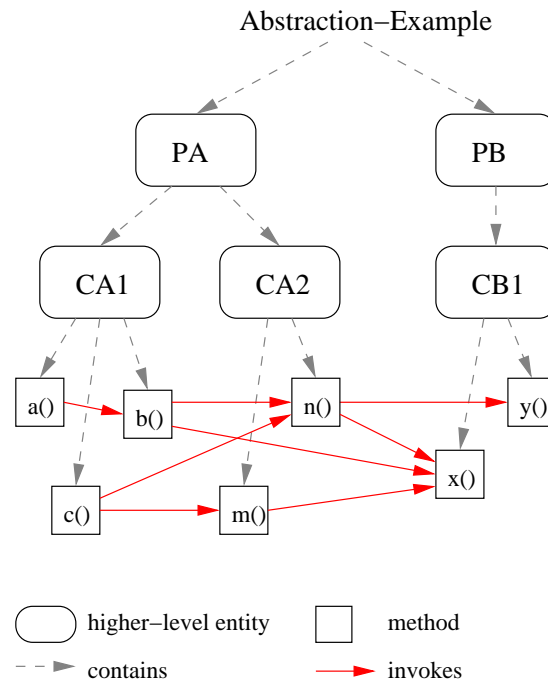 Abstraction−Example
PA
PB
CA1
CA2
CB1
a()
b()
n()
y()
c()
m()
x()
higher−level entity
method
contains
invokes